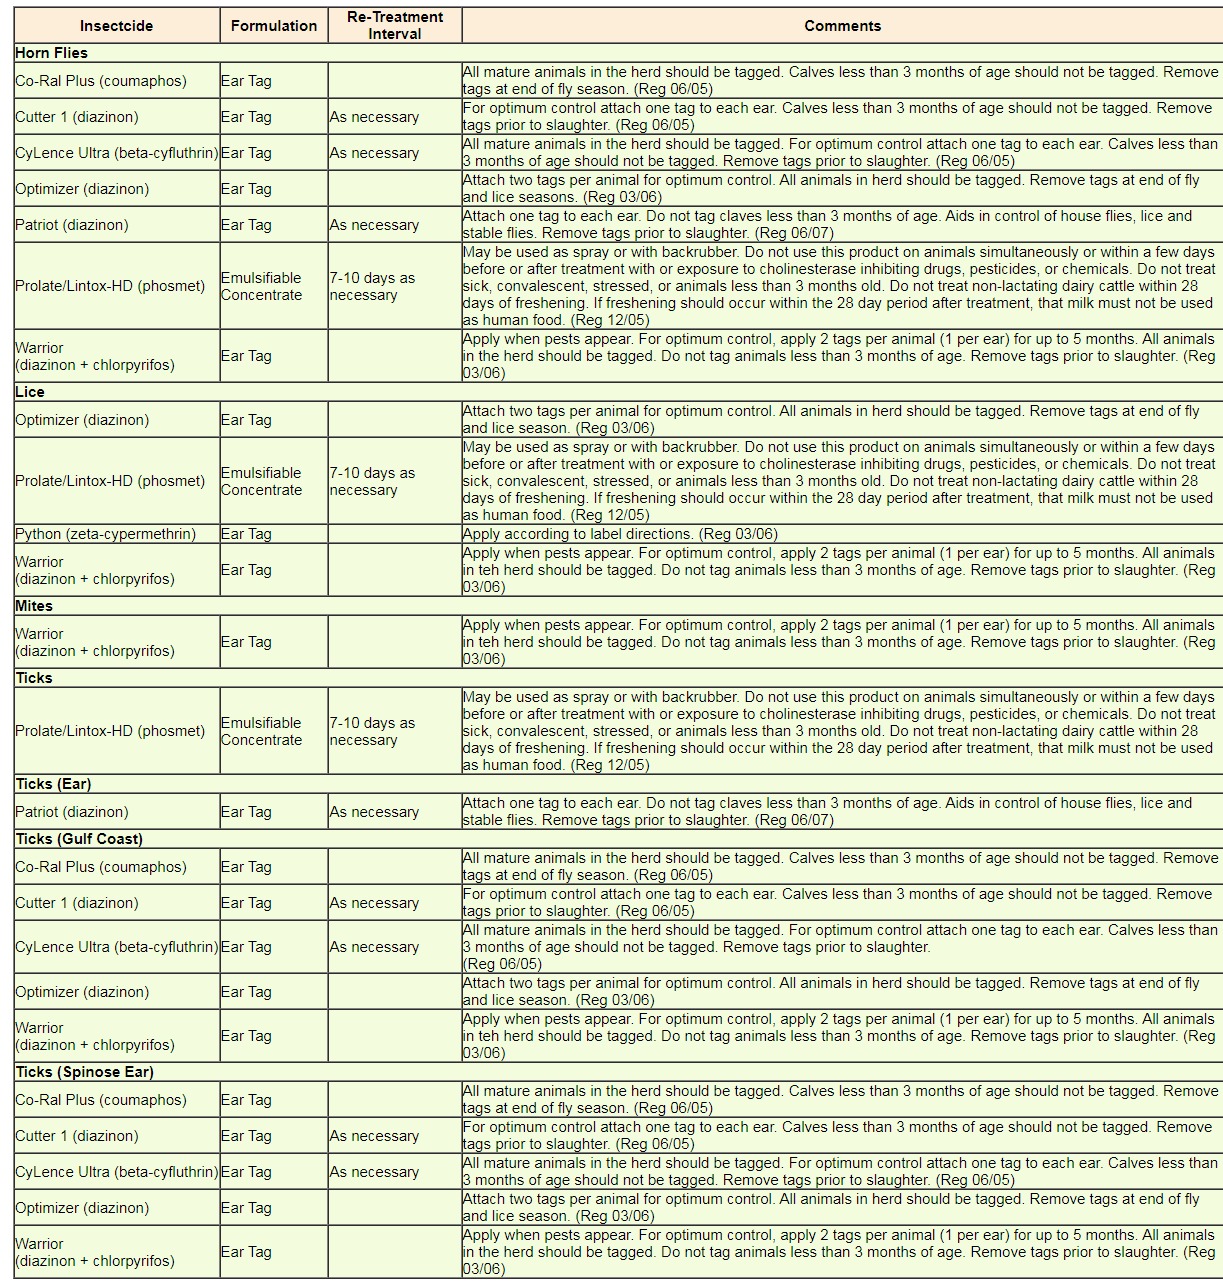 Insectcide Formulation Re-Treatment Interval Comments
Horn Flies
Co-Ral Plus (coumaphos) Ear Tag All mature animals in the herd should be tagged. Calves less than 3 months of age should not be tagged. Remove
tags at end of fly season. (Reg 06/05)
Cutter 1 (diazinon) Ear Tag As necessary For optimum control attach one tag to each ear. Calves less than 3 months of age should not be tagged. Remove
tags prior to slaughter. (Reg 06/05)
CyLence Ultra (beta-cyfluthrin) Ear Tag As necessary All mature animals in the herd should be tagged. For optimum control attach one tag to each ear. Calves less than
3 months of age should not be tagged. Remove tags prior to slaughter. (Reg 06/05)
Optimizer (diazinon) Ear Tag Attach two tags per animal for optimum control. All animals in herd should be tagged. Remove tags at end of fly
and lice seasons. (Reg 03/06)
Patriot (diazinon) Ear Tag As necessary Attach one tag to each ear. Do not tag claves less than 3 months of age. Aids in control of house flies, lice and
stable flies. Remove tags prior to slaughter. (Reg 06/07)
Prolate/Lintox-HD (phosmet) Emulsifiable Concentrate 7-10 days as necessary May be used as spray or with backrubber. Do not use this product on animals simultaneously or within a few days
before or after treatment with or exposure to cholinesterase inhibiting drugs, pesticides, or chemicals. Do not treat
sick, convalescent, stressed, or animals less than 3 months old. Do not treat non-lactating dairy cattle within 28
days of freshening. If freshening should occur within the 28 day period after treatment, that milk must not be used
as human food. (Reg 12/05)
Warrior
(diazinon + chlorpyrifos) Ear Tag Apply when pests appear. For optimum control, apply 2 tags per animal (1 per ear) for up to 5 months. All animals
in the herd should be tagged. Do not tag animals less than 3 months of age. Remove tags prior to slaughter. (Reg
03/06)
Lice
Optimizer (diazinon) Ear Tag Attach two tags per animal for optimum control. All animals in herd should be tagged. Remove tags at end of fly
and lice season. (Reg 03/06)
Prolate/Lintox-HD (phosmet) Emulsifiable Concentrate 7-10 days as necessary May be used as spray or with backrubber. Do not use this product on animals simultaneously or within a few days
before or after treatment with or exposure to cholinesterase inhibiting drugs, pesticides, or chemicals. Do not treat
sick, convalescent, stressed, or animals less than 3 months old. Do not treat non-lactating dairy cattle within 28
days of freshening. If freshening should occur within the 28 day period after treatment, that milk must not be used
as human food. (Reg 12/05)
Python (zeta-cypermethrin) Ear Tag Apply according to label directions. (Reg 03/06)
Warrior
(diazinon + chlorpyrifos) Ear Tag Apply when pests appear. For optimum control, apply 2 tags per animal (1 per ear) for up to 5 months. All animals
in teh herd should be tagged. Do not tag animals less than 3 months of age. Remove tags prior to slaughter. (Reg
03/06)
Mites
Warrior
(diazinon + chlorpyrifos) Ear Tag Apply when pests appear. For optimum control, apply 2 tags per animal (1 per ear) for up to 5 months. All animals
in teh herd should be tagged. Do not tag animals less than 3 months of age. Remove tags prior to slaughter. (Reg
03/06)
Ticks
Prolate/Lintox-HD (phosmet) Emulsifiable Concentrate 7-10 days as necessary May be used as spray or with backrubber. Do not use this product on animals simultaneously or within a few days
before or after treatment with or exposure to cholinesterase inhibiting drugs, pesticides, or chemicals. Do not treat
sick, convalescent, stressed, or animals less than 3 months old. Do not treat non-lactating dairy cattle within 28
days of freshening. If freshening should occur within the 28 day period after treatment, that milk must not be used
as human food. (Reg 12/05)
Ticks (Ear)
Patriot (diazinon) Ear Tag As necessary Attach one tag to each ear. Do not tag claves less than 3 months of age. Aids in control of house flies, lice and
stable flies. Remove tags prior to slaughter. (Reg 06/07)
Ticks (Gulf Coast)
Co-Ral Plus (coumaphos) Ear Tag All mature animals in the herd should be tagged. Calves less than 3 months of age should not be tagged. Remove
tags at end of fly season. (Reg 06/05)
Cutter 1 (diazinon) Ear Tag As necessary For optimum control attach one tag to each ear. Calves less than 3 months of age should not be tagged. Remove
tags prior to slaughter. (Reg 06/05)
CyLence Ultra (beta-cyfluthrin) Ear Tag As necessary All mature animals in the herd should be tagged. For optimum control attach one tag to each ear. Calves less than
3 months of age should not be tagged. Remove tags prior to slaughter.
(Reg 06/05)
Optimizer (diazinon) Ear Tag Attach two tags per animal for optimum control. All animals in herd should be tagged. Remove tags at end of fly
and lice season. (Reg 03/06)
Warrior
(diazinon + chlorpyrifos) Ear Tag Apply when pests appear. For optimum control, apply 2 tags per animal (1 per ear) for up to 5 months. All animals
in teh herd should be tagged. Do not tag animals less than 3 months of age. Remove tags prior to slaughter. (Reg
03/06)
Ticks (Spinose Ear)
Co-Ral Plus (coumaphos) Ear Tag All mature animals in the herd should be tagged. Calves less than 3 months of age should not be tagged. Remove
tags at end of fly season. (Reg 06/05)
Cutter 1 (diazinon) Ear Tag As necessary For optimum control attach one tag to each ear. Calves less than 3 months of age should not be tagged. Remove
tags prior to slaughter. (Reg 06/05)
CyLence Ultra (beta-cyfluthrin) Ear Tag As necessary All mature animals in the herd should be tagged. For optimum control attach one tag to each ear. Calves less than
3 months of age should not be tagged. Remove tags prior to slaughter. (Reg 06/05)
Optimizer (diazinon) Ear Tag Attach two tags per animal for optimum control. All animals in herd should be tagged. Remove tags at end of fly
and lice season. (Reg 03/06)
Warrior
(diazinon + chlorpyrifos) Ear Tag Apply when pests appear. For optimum control, apply 2 tags per animal (1 per ear) for up to 5 months. All animals
in the herd should be tagged. Do not tag animals less than 3 months of age. Remove tags prior to slaughter. (Reg
03/06)